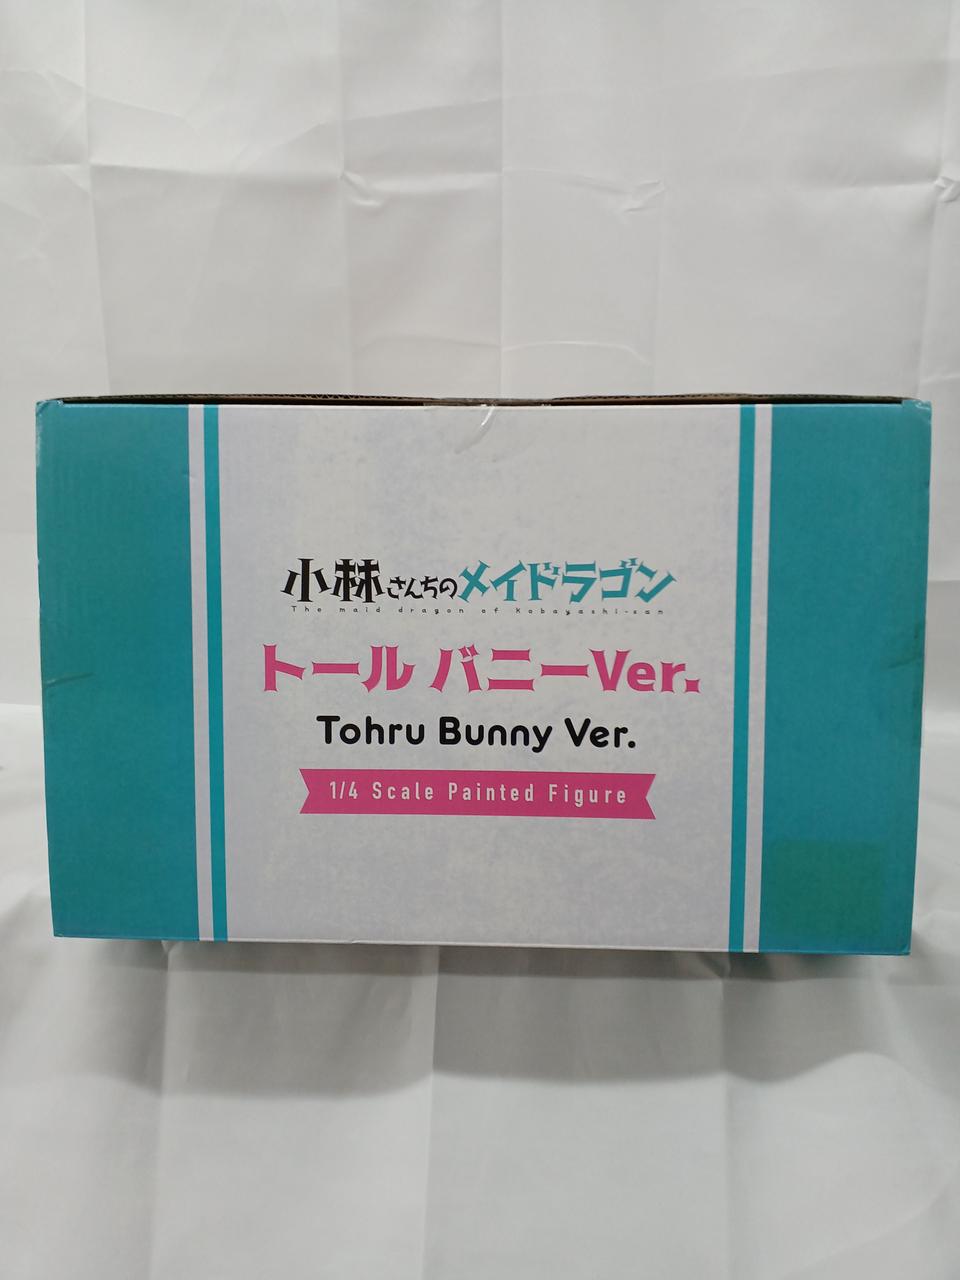 小林さんちのメイドラゴン
The maid dragon of kobayashi-san
トール バニーVer.
Tohru Bunny Ver.
1/4 Scale Painted Figure